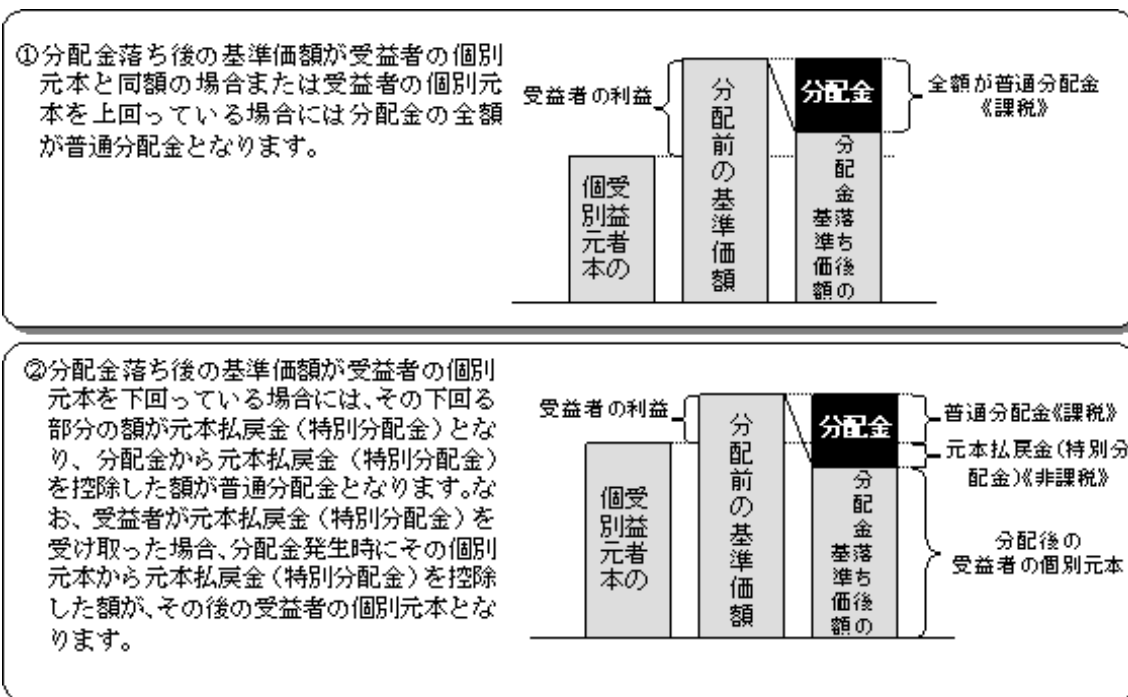 ①分配金落ち後の基準価額が受益者の個別
元本と同額の場合または受益者の個別元
本を上回っている場合には分配金の全額
が普通分配金となります。
受益者の利益
受益者の
個別元本
分配前の基準価額
分配金
分配金落ち後の
基準価額
全額が普通分配金
《課税》
②分配金落ち後の基準価額が受益者の個別
元本を下回っている場合には、その下回る
部分の額が元本払戻金（特別分配金）とな
り、分配金から元本払戻金（特別分配金）
を控除した額が普通分配金となります。な
お、受益者が元本払戻金（特別分配金）を
受け取った場合、分配金発生時にその個別
元本から元本払戻金（特別分配金）を控除
した額が、その後の受益者の個別元本とな
ります。
受益者の利益
受益者の
個別元本
分配前の基準価額
分配金
分配金落ち後の
基準価額
普通分配金《課税》
元本払戻金(特別分
配金)《非課税》
分配後の
受益者の個別元本